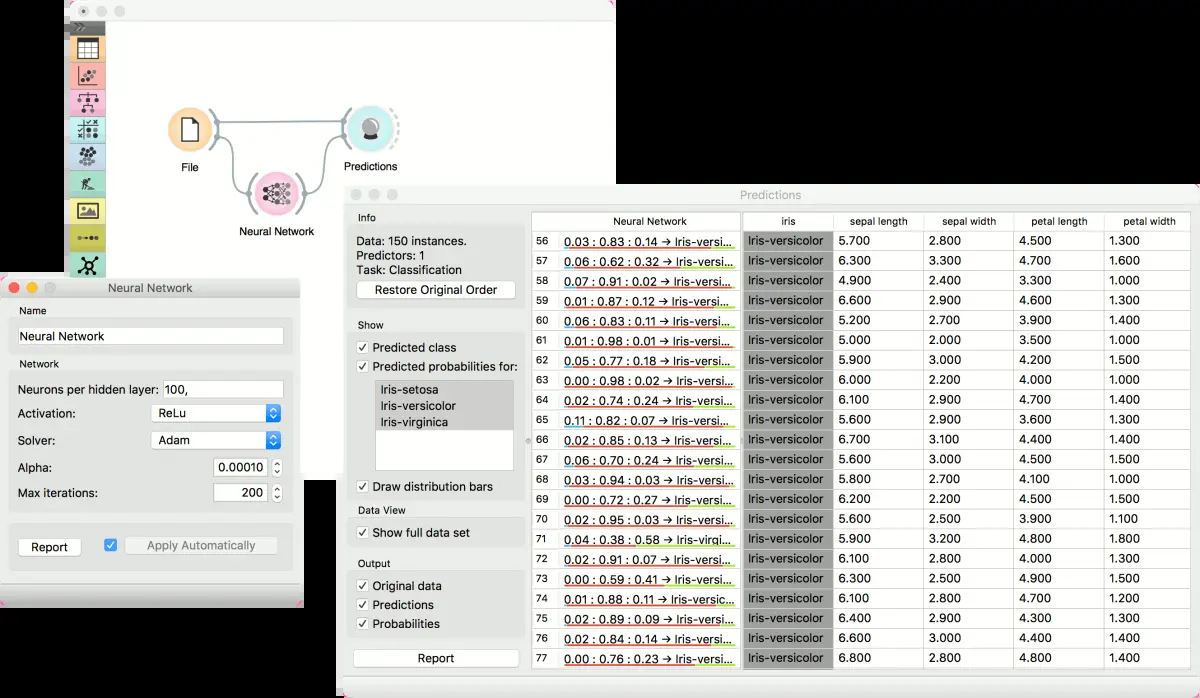 File
Predictions
Neural Network
Neural Network
Name
Neural Network
Network
Neurons per hidden layer: 100,
Activation: ReLu
Solver: Adam
Alpha: 0.00010
Max iterations: 200
Report Apply Automatically
Predictions
Info
Data: 150 instances.
Predictors: 1
Task: Classification
Restore Original Order
Show
Predicted class
Predicted probabilities for:
Iris-setosa
Iris-versicolor
Iris-virginica
Draw distribution bars
Data View
Show full data set
Output
Original data
Predictions
Probabilities
Report
Neural Network iris sepal length sepal width petal length petal width
56 0.03 : 0.83 : 0.14 → Iris-versi... Iris-versicolor 5.700 2.800 4.500 1.300
57 0.06 : 0.62 : 0.32 → Iris-versi... Iris-versicolor 6.300 3.300 4.700 1.600
58 0.07 : 0.91 : 0.02 → Iris-versi... Iris-versicolor 4.900 2.400 3.300 1.000
59 0.01 : 0.87 : 0.12 → Iris-versi... Iris-versicolor 6.600 2.900 4.600 1.300
60 0.06 : 0.83 : 0.11 → Iris-versi... Iris-versicolor 5.200 2.700 3.900 1.400
61 0.01 : 0.98 : 0.01 → Iris-versi... Iris-versicolor 5.000 2.000 3.500 1.000
62 0.05 : 0.77 : 0.18 → Iris-versi... Iris-versicolor 5.900 3.000 4.200 1.500
63 0.00 : 0.98 : 0.02 → Iris-versi... Iris-versicolor 6.000 2.200 4.000 1.000
64 0.02 : 0.74 : 0.24 → Iris-versi... Iris-versicolor 6.100 2.900 4.700 1.400
65 0.11 : 0.82 : 0.07 → Iris-versi... Iris-versicolor 5.600 2.900 3.600 1.300
66 0.02 : 0.85 : 0.13 → Iris-versi... Iris-versicolor 6.700 3.100 4.400 1.400
67 0.06 : 0.70 : 0.24 → Iris-versi... Iris-versicolor 5.600 3.000 4.500 1.500
68 0.03 : 0.94 : 0.03 → Iris-versi... Iris-versicolor 5.800 2.700 4.100 1.000
69 0.00 : 0.72 : 0.27 → Iris-versi... Iris-versicolor 6.200 2.200 4.500 1.500
70 0.02 : 0.95 : 0.03 → Iris-versi... Iris-versicolor 5.600 2.500 3.900 1.100
71 0.04 : 0.38 : 0.58 → Iris-virgi... Iris-versicolor 5.900 3.200 4.800 1.800
72 0.02 : 0.91 : 0.07 → Iris-versi... Iris-versicolor 6.100 2.800 4.000 1.300
73 0.00 : 0.59 : 0.41 → Iris-versi... Iris-versicolor 6.300 2.500 4.900 1.500
74 0.01 : 0.88 : 0.11 → Iris-versic... Iris-versicolor 6.100 2.800 4.700 1.200
75 0.02 : 0.89 : 0.09 → Iris-versi... Iris-versicolor 6.400 2.900 4.300 1.300
76 0.02 : 0.84 : 0.14 → Iris-versi... Iris-versicolor 6.600 3.000 4.400 1.400
77 0.00 : 0.76 : 0.23 → Iris-versi... Iris-versicolor 6.800 2.800 4.800 1.400